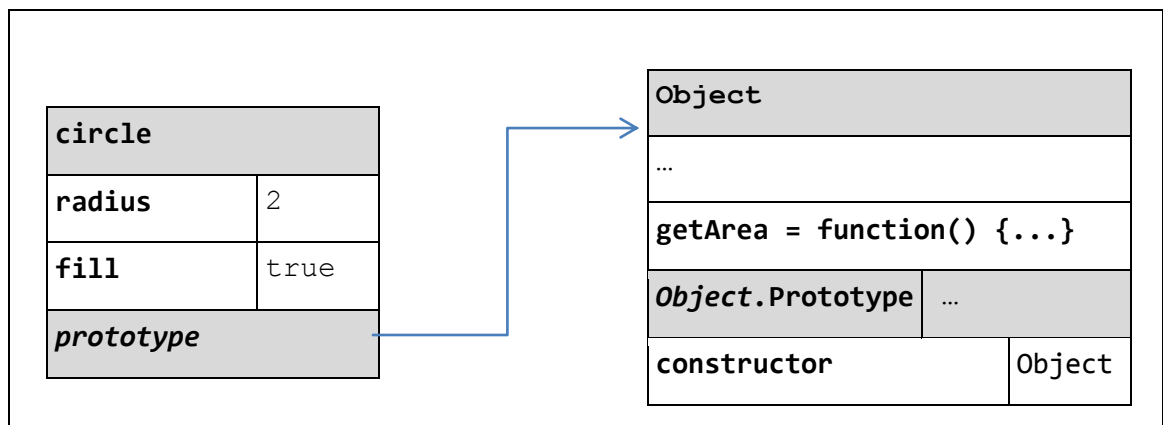 circle
radius 2
fill true
prototype
Object
…
getArea = function() {...}
Object.Prototype …
constructor Object